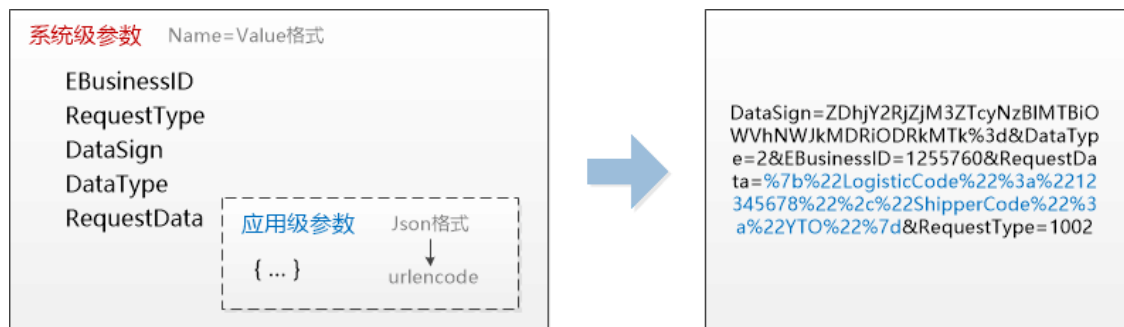 系统级参数 Name=Value格式
EBusinessID
RequestType
DataSign
DataType
RequestData
应用级参数 Json格式
{ ... }
urlencode
DataSign=ZDhjY2RjZjM3ZTcyNzBlMTBiO
WVhNWJkMDRiODRkMTk%3d&DataTyp
e=2&EBusinessID=1255760&RequestDa
ta=%7b%22LogisticCode%22%3a%2212
345678%22%2c%22ShipperCode%22%3
a%22YTO%22%7d&RequestType=1002